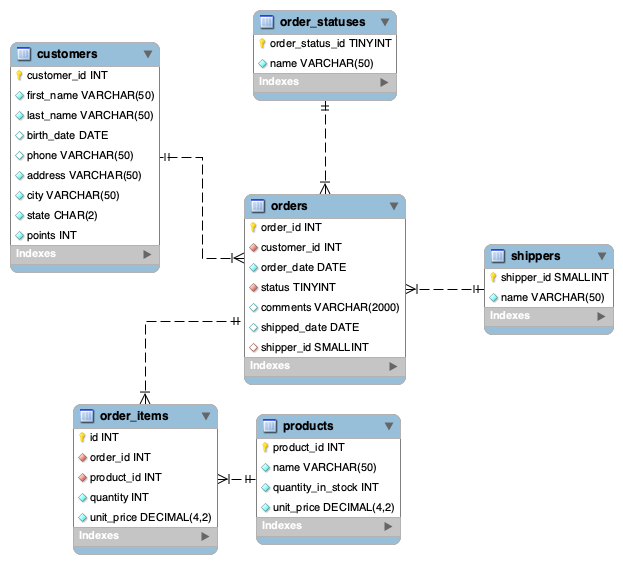 order_statuses
order_status_id TINYINT
name VARCHAR(50)
Indexes
customers
customer_id INT
first_name VARCHAR(50)
last_name VARCHAR(50)
birth_date DATE
phone VARCHAR(50)
address VARCHAR(50)
city VARCHAR(50)
state CHAR(2)
points INT
Indexes
orders
order_id INT
customer_id INT
order_date DATE
status TINYINT
comments VARCHAR(2000)
shipped_date DATE
shipper_id SMALLINT
Indexes
shippers
shipper_id SMALLINT
name VARCHAR(50)
Indexes
order_items
id INT
order_id INT
product_id INT
quantity INT
unit_price DECIMAL(4,2)
Indexes
products
product_id INT
name VARCHAR(50)
quantity_in_stock INT
unit_price DECIMAL(4,2)
Indexes